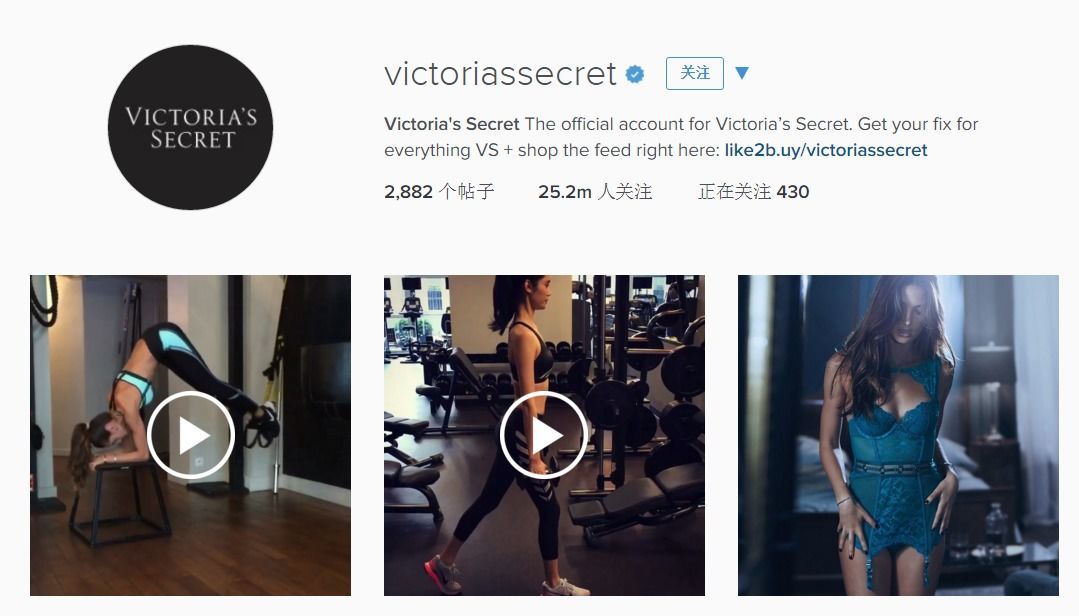 VICTORIA'S
SECRET
victoriassecret 关注
Victoria's Secret The official account for Victoria’s Secret. Get your fix for
everything VS + shop the feed right here: like2b.uy/victoriassecret
2,882 个帖子 25.2m 人关注 正在关注 430